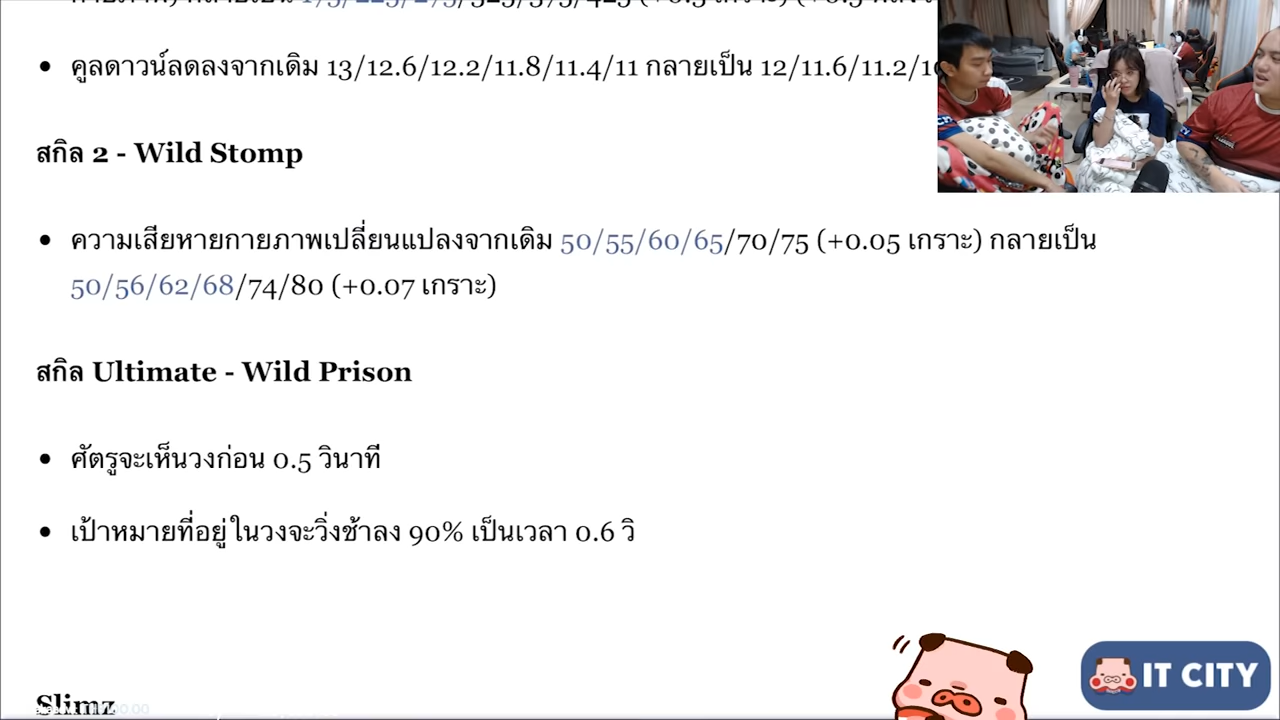 คูลดาวน์ลดลงจากเดิม 13/12.6/12.2/11.8/11.4/11 กลายเป็น 12/11.6/11.2/10
สกิล 2 - Wild Stomp
ความเสียหายกายภาพเปลี่ยนแปลงจากเดิม 50/55/60/65/70/75 (+0.05 เกราะ) กลายเป็น
50/56/62/68/74/80 (+0.07 เกราะ)
สกิล Ultimate - Wild Prison
ศัตรูจะเห็นวงก่อน 0.5 วินาที
เป้าหมายที่อยู่ในวงจะวิ่งช้าลง 90% เป็นเวลา 0.6 วิ
IT CITY
Slimz